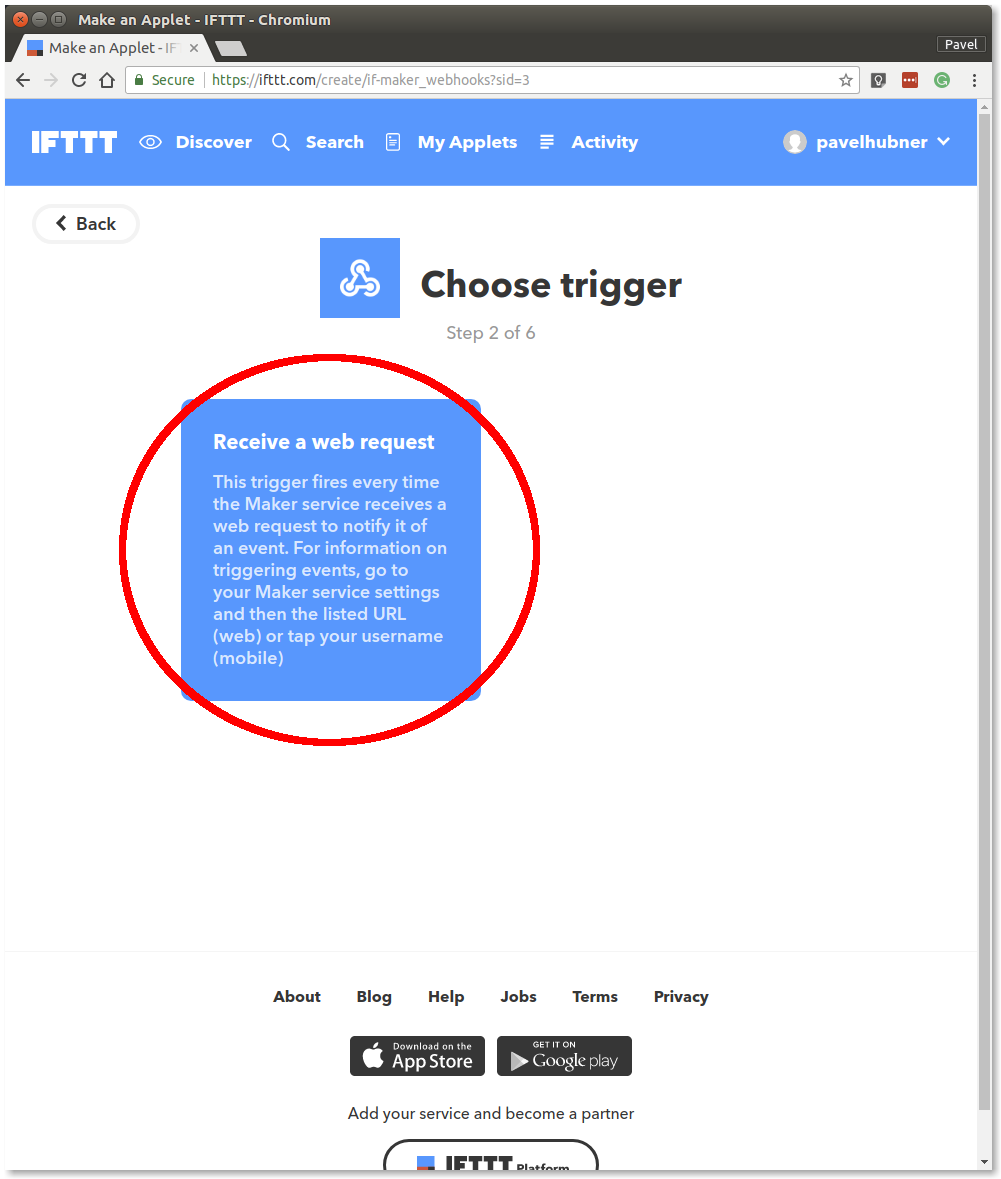 Make an Applet - IFTTT - Chromium
Make an Applet - IF
Pavel
Secure https://ifttt.com/create/if-maker_webhooks?sid=3
IFTTT Discover Search My Applets Activity pavelhubner
Back
Choose trigger
Step 2 of 6
Receive a web request
This trigger fires every time
the Maker service receives a
web request to notify it of
an event. For information on
triggering events, go to
your Maker service settings
and then the listed URL
(web) or tap your username
(mobile)
About Blog Help Jobs Terms Privacy
Download on the
App Store
GET IT ON
Google play
Add your service and become a partner
IFTTT Platform